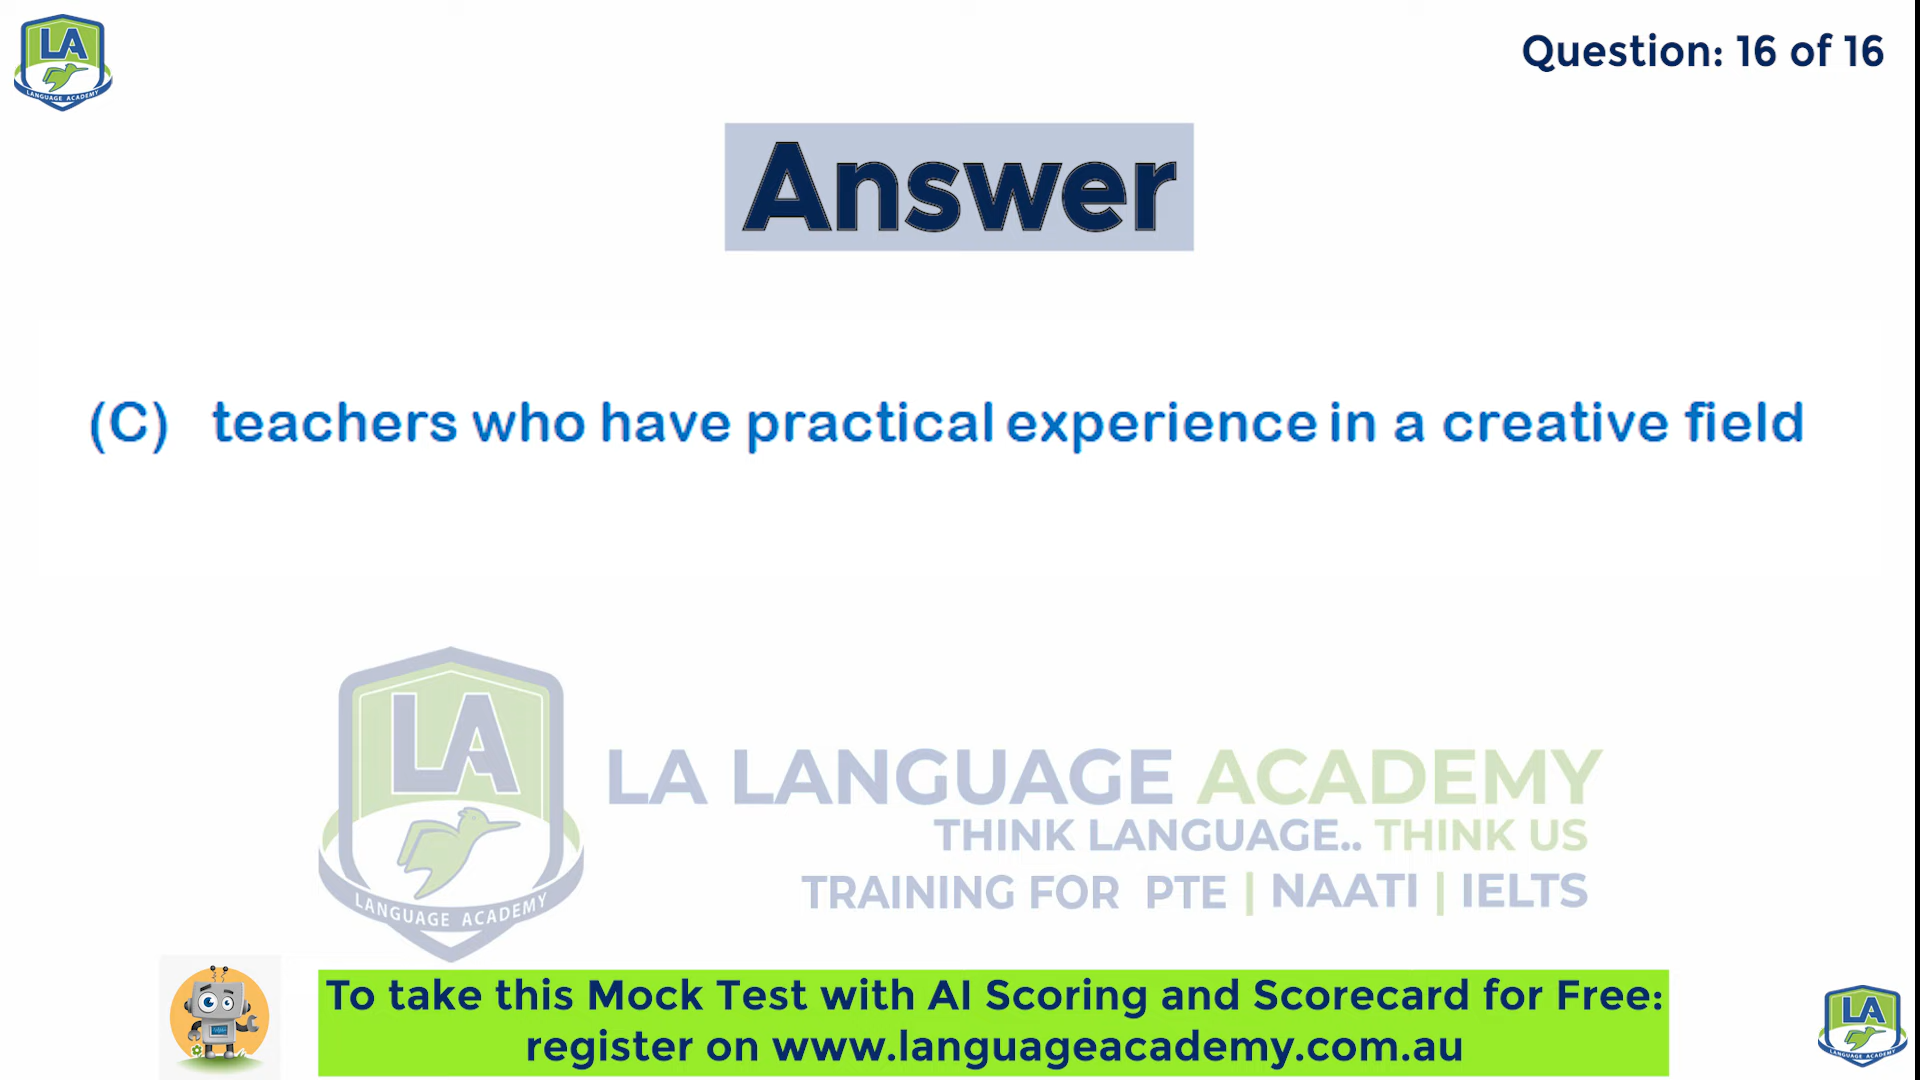 LA
LANGUAGE ACADEMY
Question: 16 of 16
Answer
(C) teachers who have practical experience in a creative field
LA
LANGUAGE ACADEMY
LA LANGUAGE ACADEMY
THINK LANGUAGE.. THINK US
TRAINING FOR PTE | NAATI | IELTS
To take this Mock Test with AI Scoring and Scorecard for Free:
register on www.languageacademy.com.au
LA
LANGUAGE ACADEMY